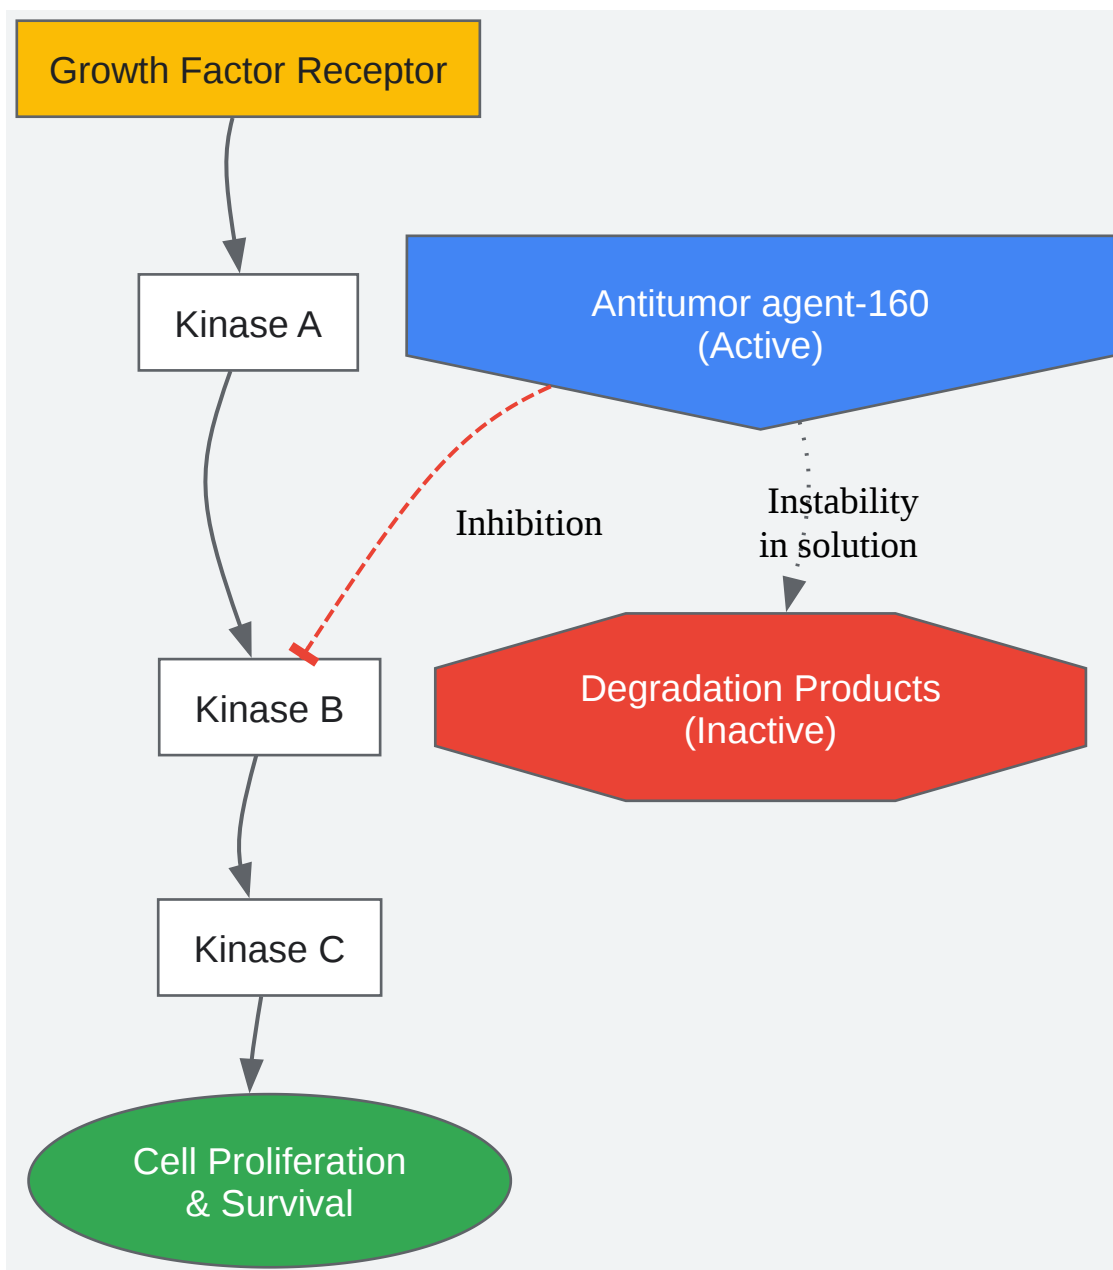 Growth Factor Receptor
Kinase A
Antitumor agent-160
(Active)
Inhibition
Instability
in solution
Kinase B
Degradation Products
(Inactive)
Kinase C
Cell Proliferation
& Survival